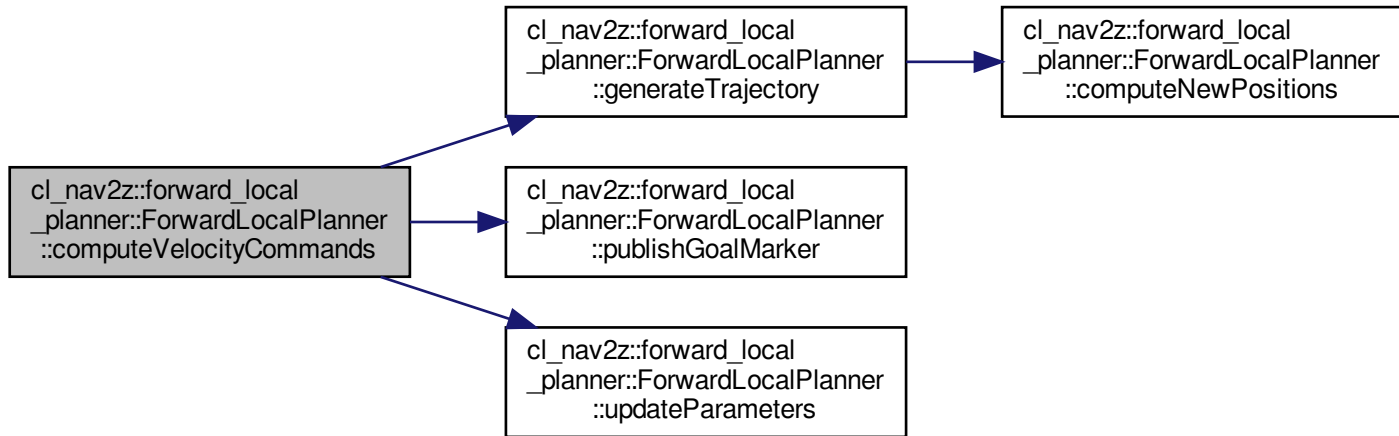 cl_nav2z::forward_local
_planner::ForwardLocalPlanner
::computeVelocityCommands
cl_nav2z::forward_local
_planner::ForwardLocalPlanner
::generateTrajectory
cl_nav2z::forward_local
_planner::ForwardLocalPlanner
::computeNewPositions
cl_nav2z::forward_local
_planner::ForwardLocalPlanner
::publishGoalMarker
cl_nav2z::forward_local
_planner::ForwardLocalPlanner
::updateParameters